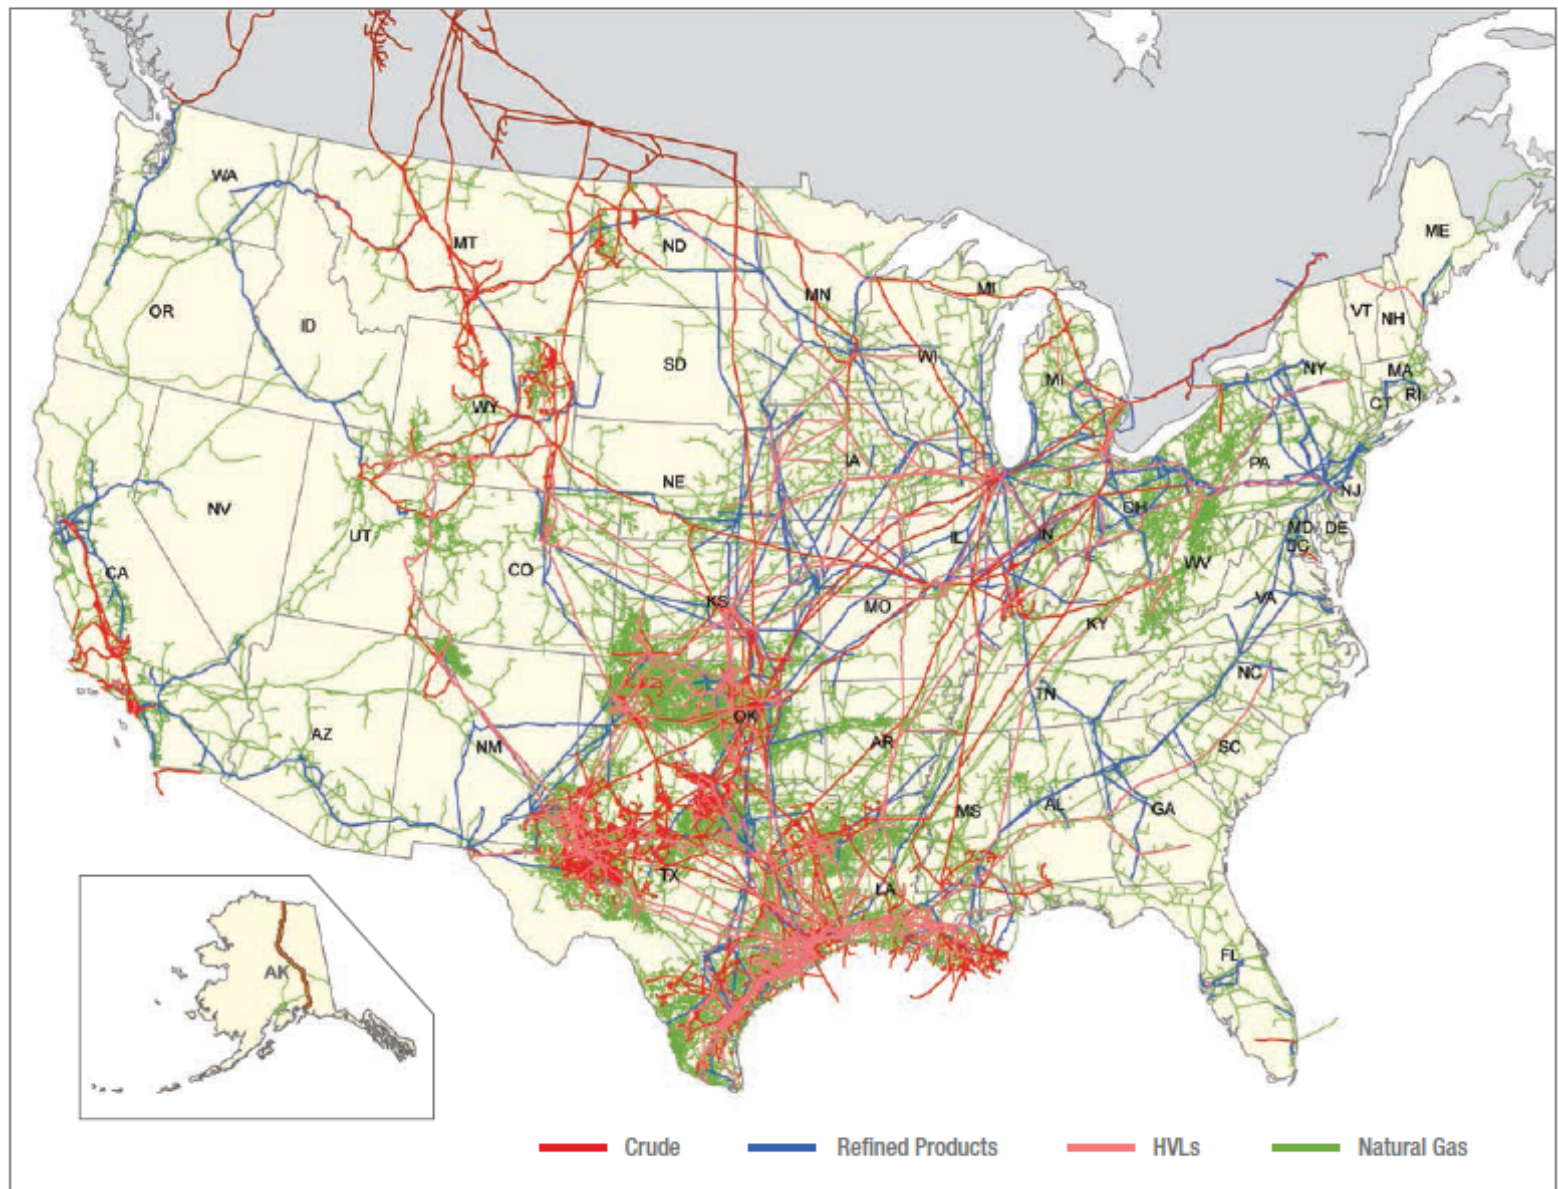 WA
MT
ND
ME
OR
ID
MN
MI
VT
NH
SD
WI
MI
NY
MA
CT
RI
WY
IA
PA
NE
NJ
NV
OH
UT
IL
IN
MD
DE
DC
CA
CO
WV
KS
MO
VA
KY
NC
TN
OK
AZ
NM
AR
SC
MS
AL
GA
TX
LA
FL
AK
Crude
Refined Products
HVLs
Natural Gas